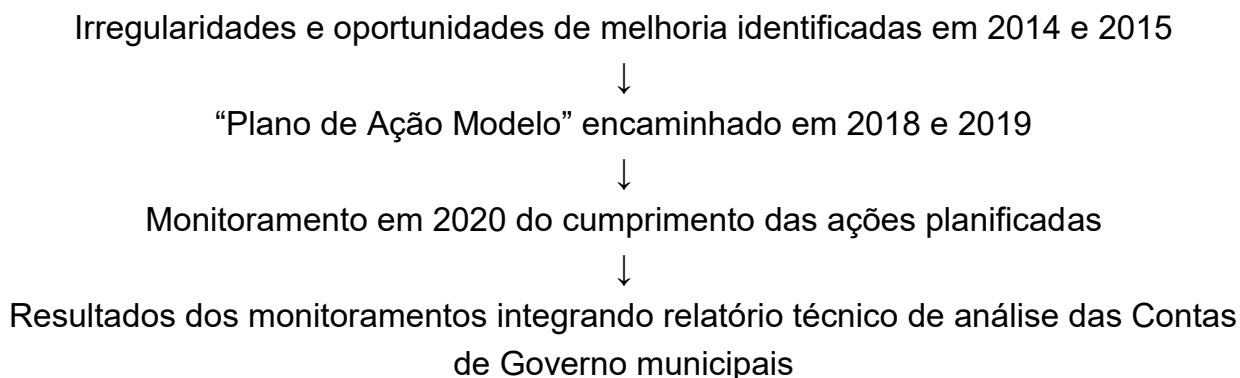 Irregularidades e oportunidades de melhoria identificadas em 2014 e 2015
↓
“Plano de Ação Modelo” encaminhado em 2018 e 2019
↓
Monitoramento em 2020 do cumprimento das ações planificadas
↓
Resultados dos monitoramentos integrando relatório técnico de análise das Contas
de Governo municipais